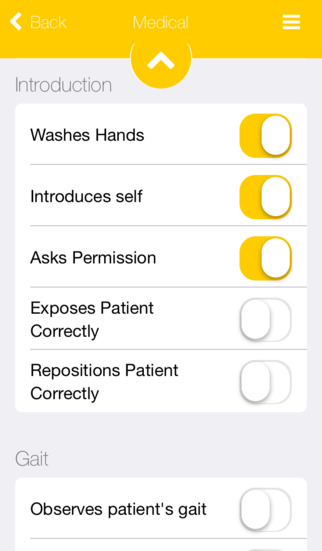 Back
Medical
Introduction
Washes Hands
Introduces self
Asks Permission
Exposes Patient
Correctly
Repositions Patient
Correctly
Gait
Observes patient's gait